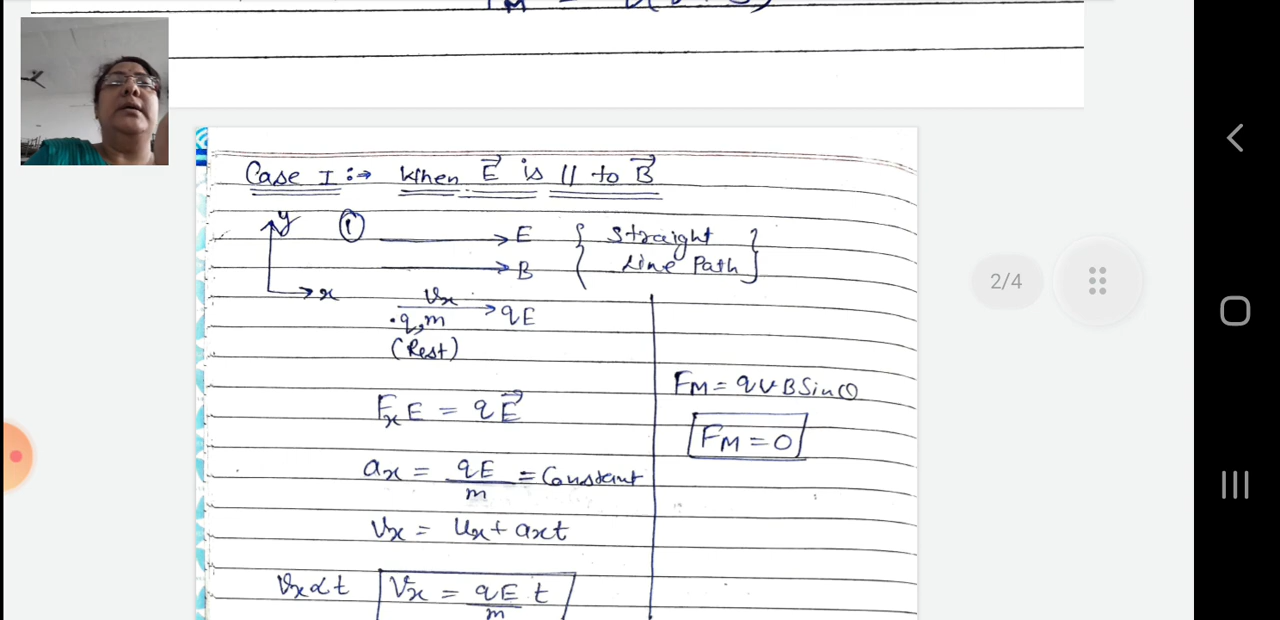 Case I :→ When E⃗ is || to B⃗
y ① → E { Straight
→ B Line Path }
→ x
vx
.q,m → qE
(Rest)
2/4
FM = qVBSinθ
FxE = qE⃗
FM = 0
ax = qE/m = Constant
Vx = Ux + axt
Vx ∝ t Vx = qE/m t